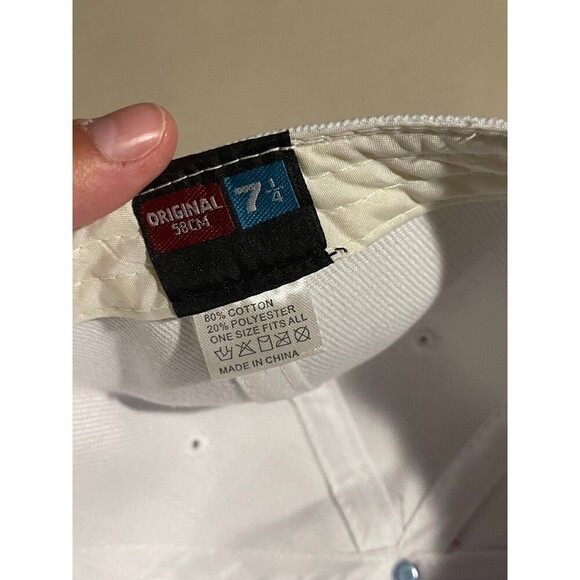 ORIGINAL
58CM
7 1/4
80% COTTON
20% POLYESTER
ONE SIZE FITS ALL
MADE IN CHINA